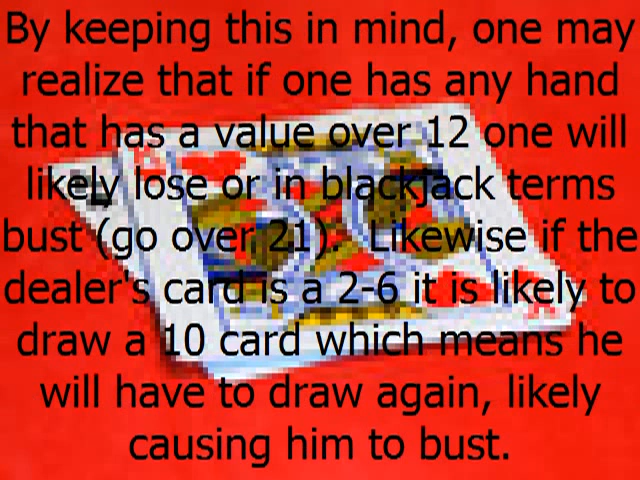 By keeping this in mind, one may
realize that if one has any hand
that has a value over 12 one will
likely lose or in blackjack terms
bust (go over 21).  Likewise if the
dealer's card is a 2-6 it is likely to
draw a 10 card which means he
will have to draw again, likely
causing him to bust.